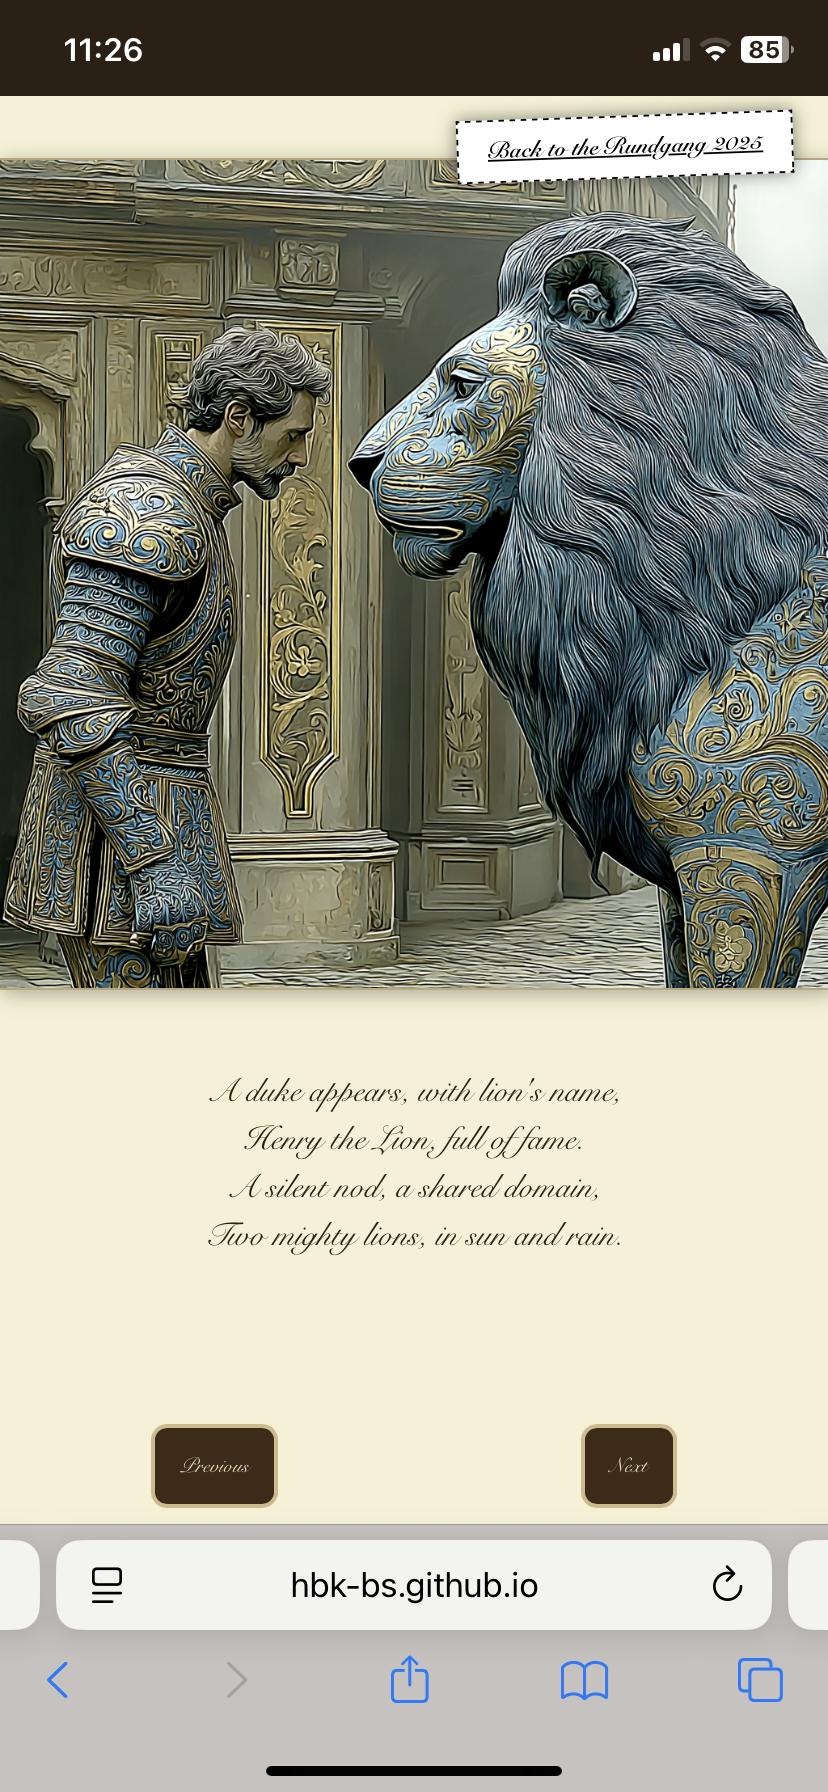 11:26
85
Back to the Rundgang 2025
A duke appears, with lion's name,
Henry the Lion, full of fame.
A silent nod, a shared domain,
Two mighty lions, in sun and rain.
Previous
Next
hbk-bs.github.io